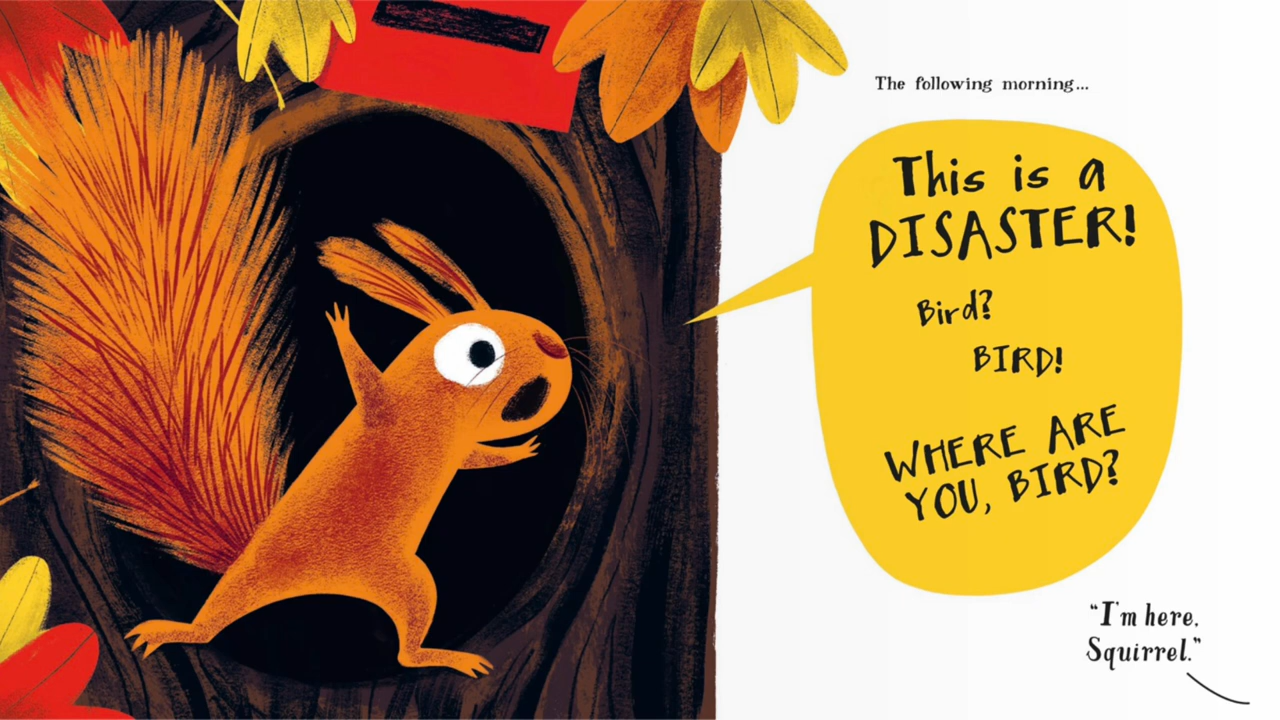 The following morning...
This is a
DISASTER!
Bird?
BIRD!
WHERE ARE
YOU, BIRD?
"I'm here,
Squirrel."